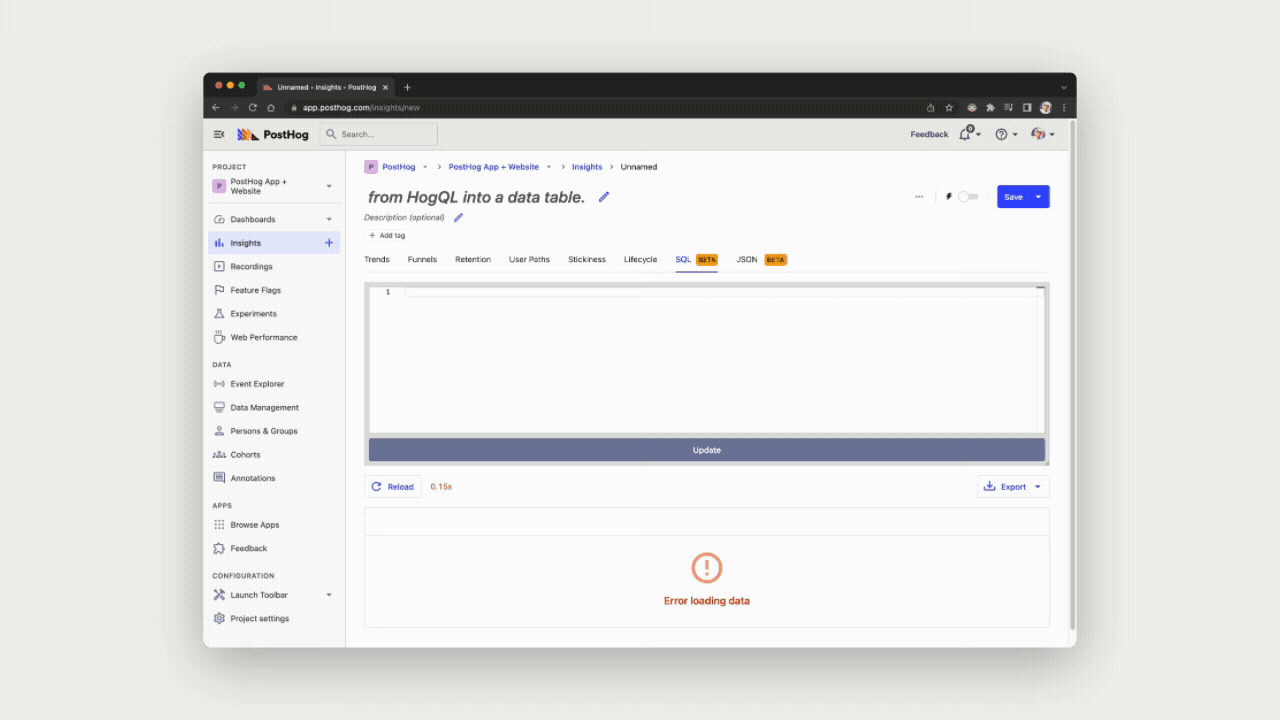 Unnamed • Insights • PostHog
app.posthog.com/insights/new
PostHog
Search...
Feedback
0
PROJECT
P
PostHog App +
Website
Dashboards
Insights
Recordings
Feature Flags
Experiments
Web Performance
DATA
Event Explorer
Data Management
Persons & Groups
Cohorts
Annotations
APPS
Browse Apps
Feedback
CONFIGURATION
Launch Toolbar
Project settings
P PostHog > PostHog App + Website > Insights > Unnamed
from HogQL into a data table.
Save
Description (optional)
+ Add tag
Trends Funnels Retention User Paths Stickiness Lifecycle SQL BETA JSON BETA
1
Update
Reload 0.15s Export
Error loading data